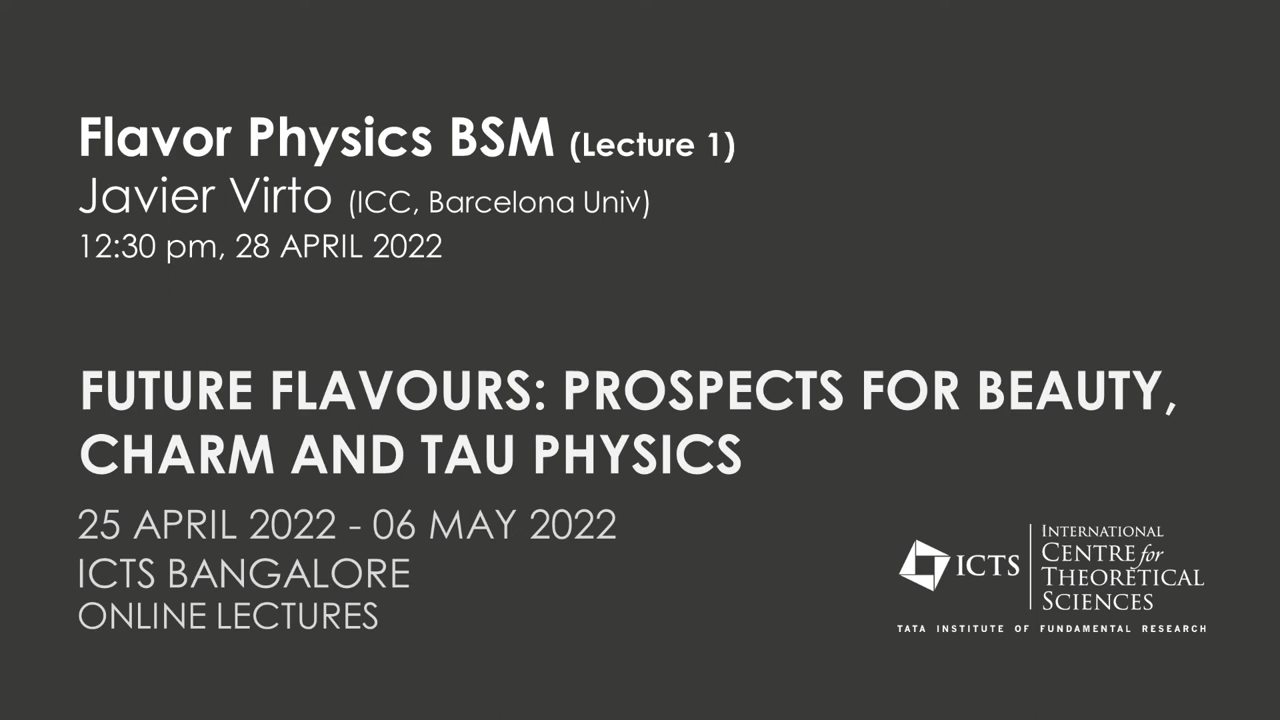 Flavor Physics BSM (Lecture 1)
Javier Virto (ICC, Barcelona Univ)
12:30 pm, 28 APRIL 2022
FUTURE FLAVOURS: PROSPECTS FOR BEAUTY,
CHARM AND TAU PHYSICS
25 APRIL 2022 - 06 MAY 2022
ICTS BANGALORE
ONLINE LECTURES
ICTS
INTERNATIONAL
CENTRE for
THEORETICAL
SCIENCES
TATA INSTITUTE OF FUNDAMENTAL RESEARCH